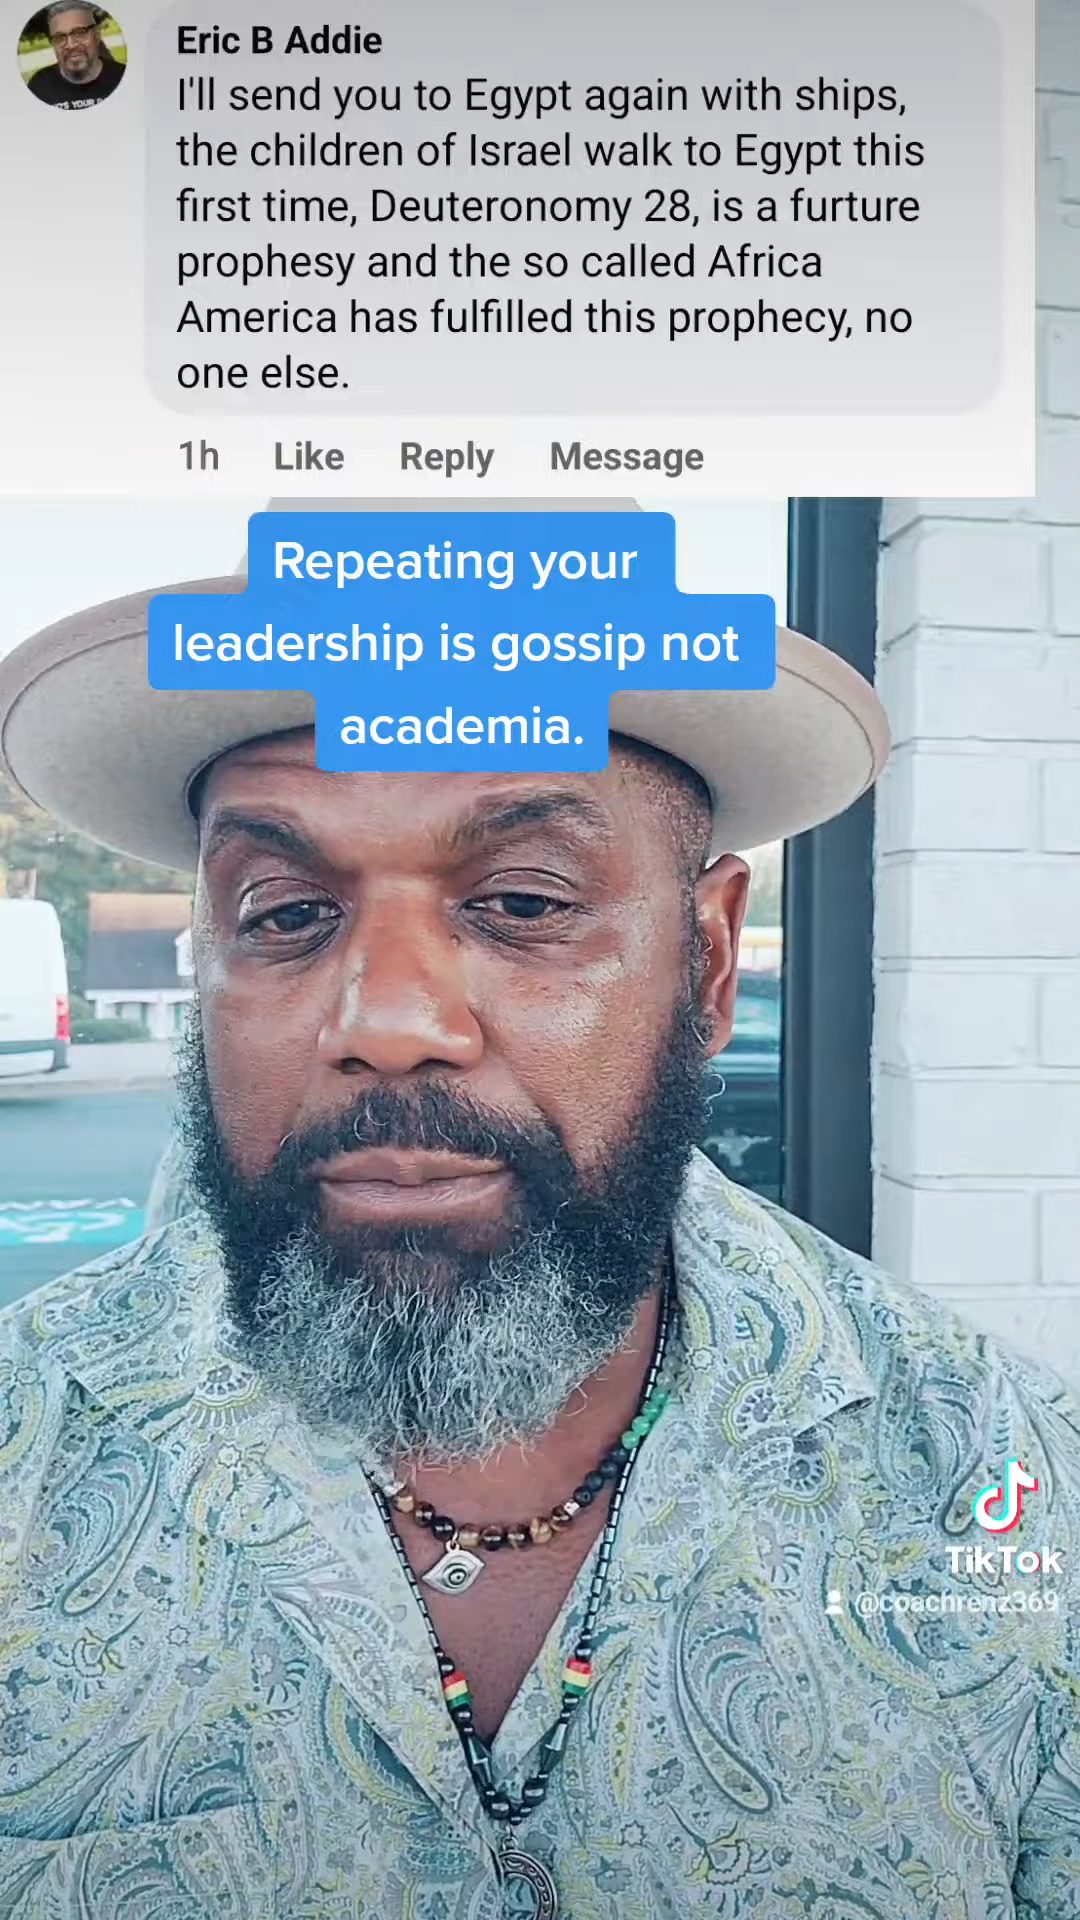 Eric B Addie
I'll send you to Egypt again with ships,
the children of Israel walk to Egypt this
first time, Deuteronomy 28, is a furture
prophesy and the so called Africa
America has fulfilled this prophecy, no
one else.
1h Like Reply Message
Repeating your
leadership is gossip not
academia.
TikTok
@coachrenz369